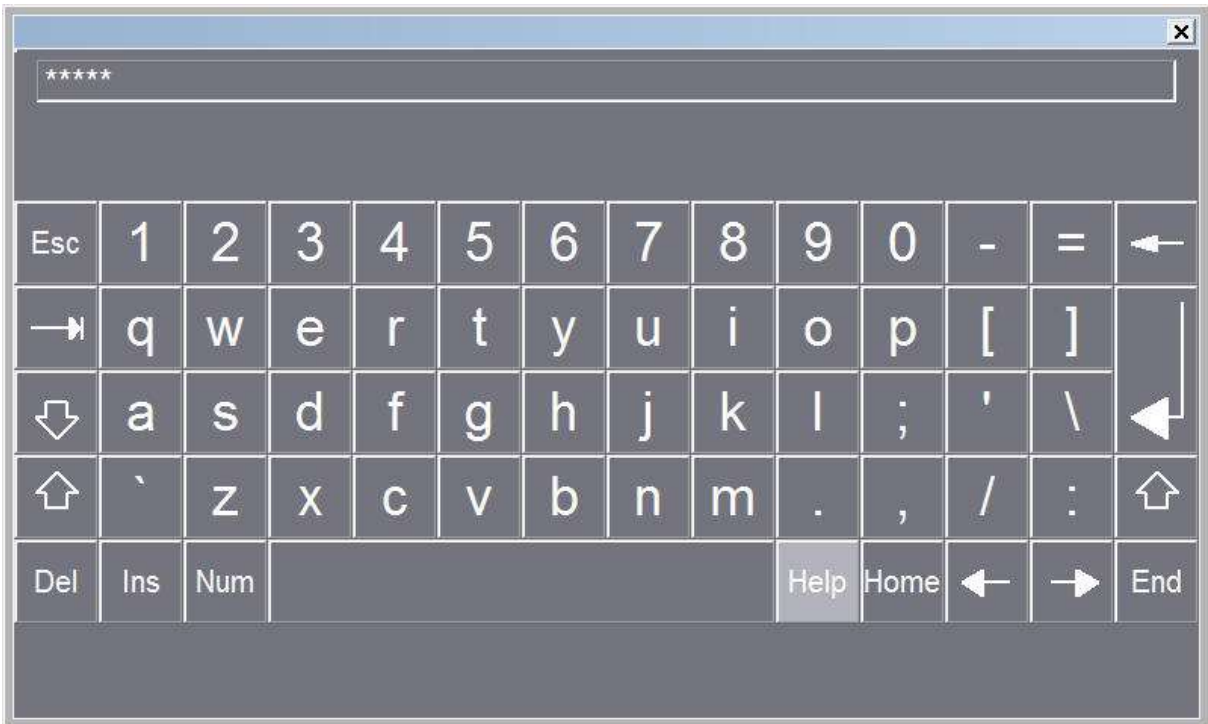 *****
Esc 1 2 3 4 5 6 7 8 9 0 - =
q w e r t y u i o p [ ]
a s d f g h j k l ; ' \
` z x c v b n m . , / :
Del Ins Num Help Home End